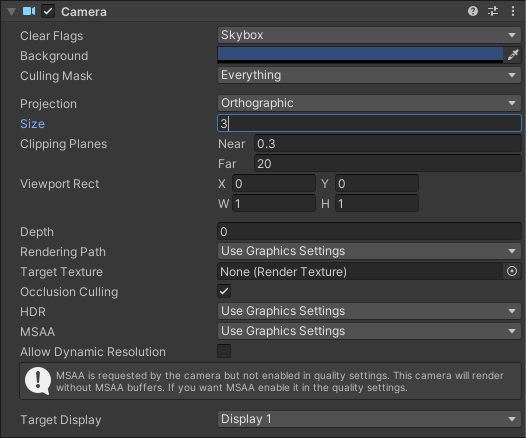 Camera
Clear Flags Skybox
Background
Culling Mask Everything
Projection Orthographic
Size 3
Clipping Planes Near 0.3
Far 20
Viewport Rect X 0 Y 0
W 1 H 1
Depth 0
Rendering Path Use Graphics Settings
Target Texture None (Render Texture)
Occlusion Culling
HDR Use Graphics Settings
MSAA Use Graphics Settings
Allow Dynamic Resolution
MSAA is requested by the camera but not enabled in quality settings. This camera will render
without MSAA buffers. If you want MSAA enable it in the quality settings.
Target Display Display 1